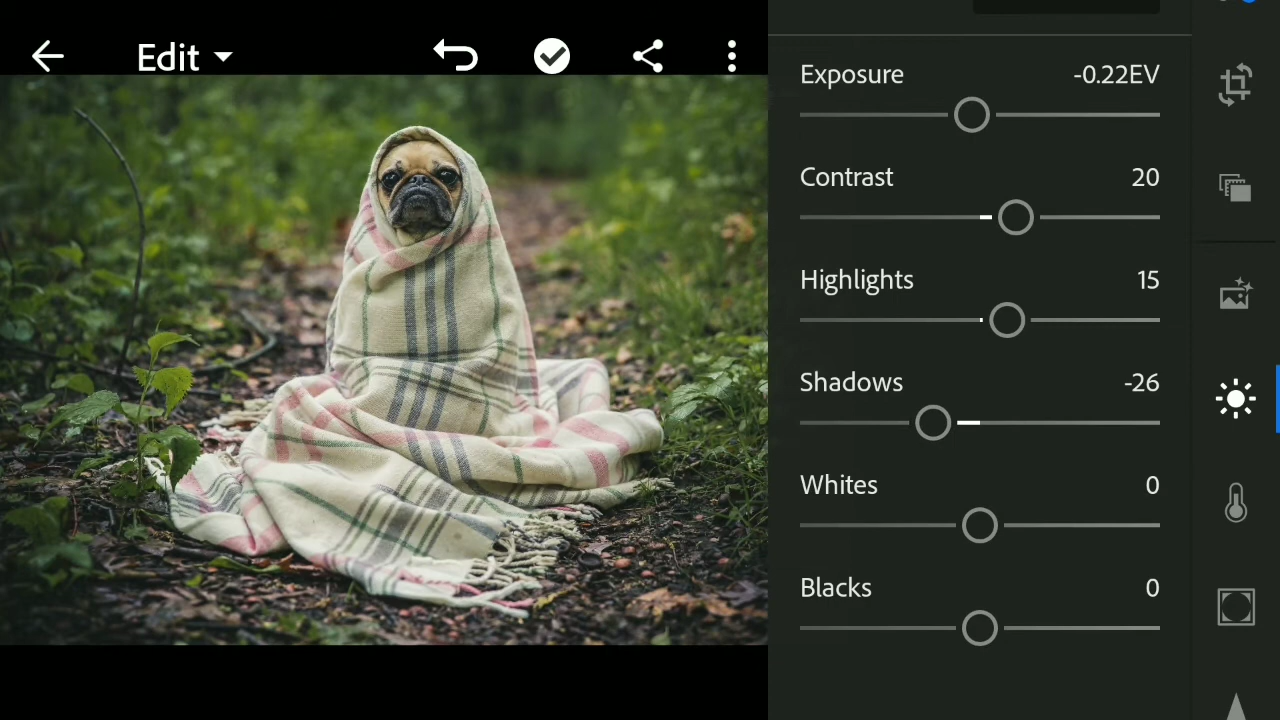 Edit
Exposure -0.22EV
Contrast 20
Highlights 15
Shadows -26
Whites 0
Blacks 0